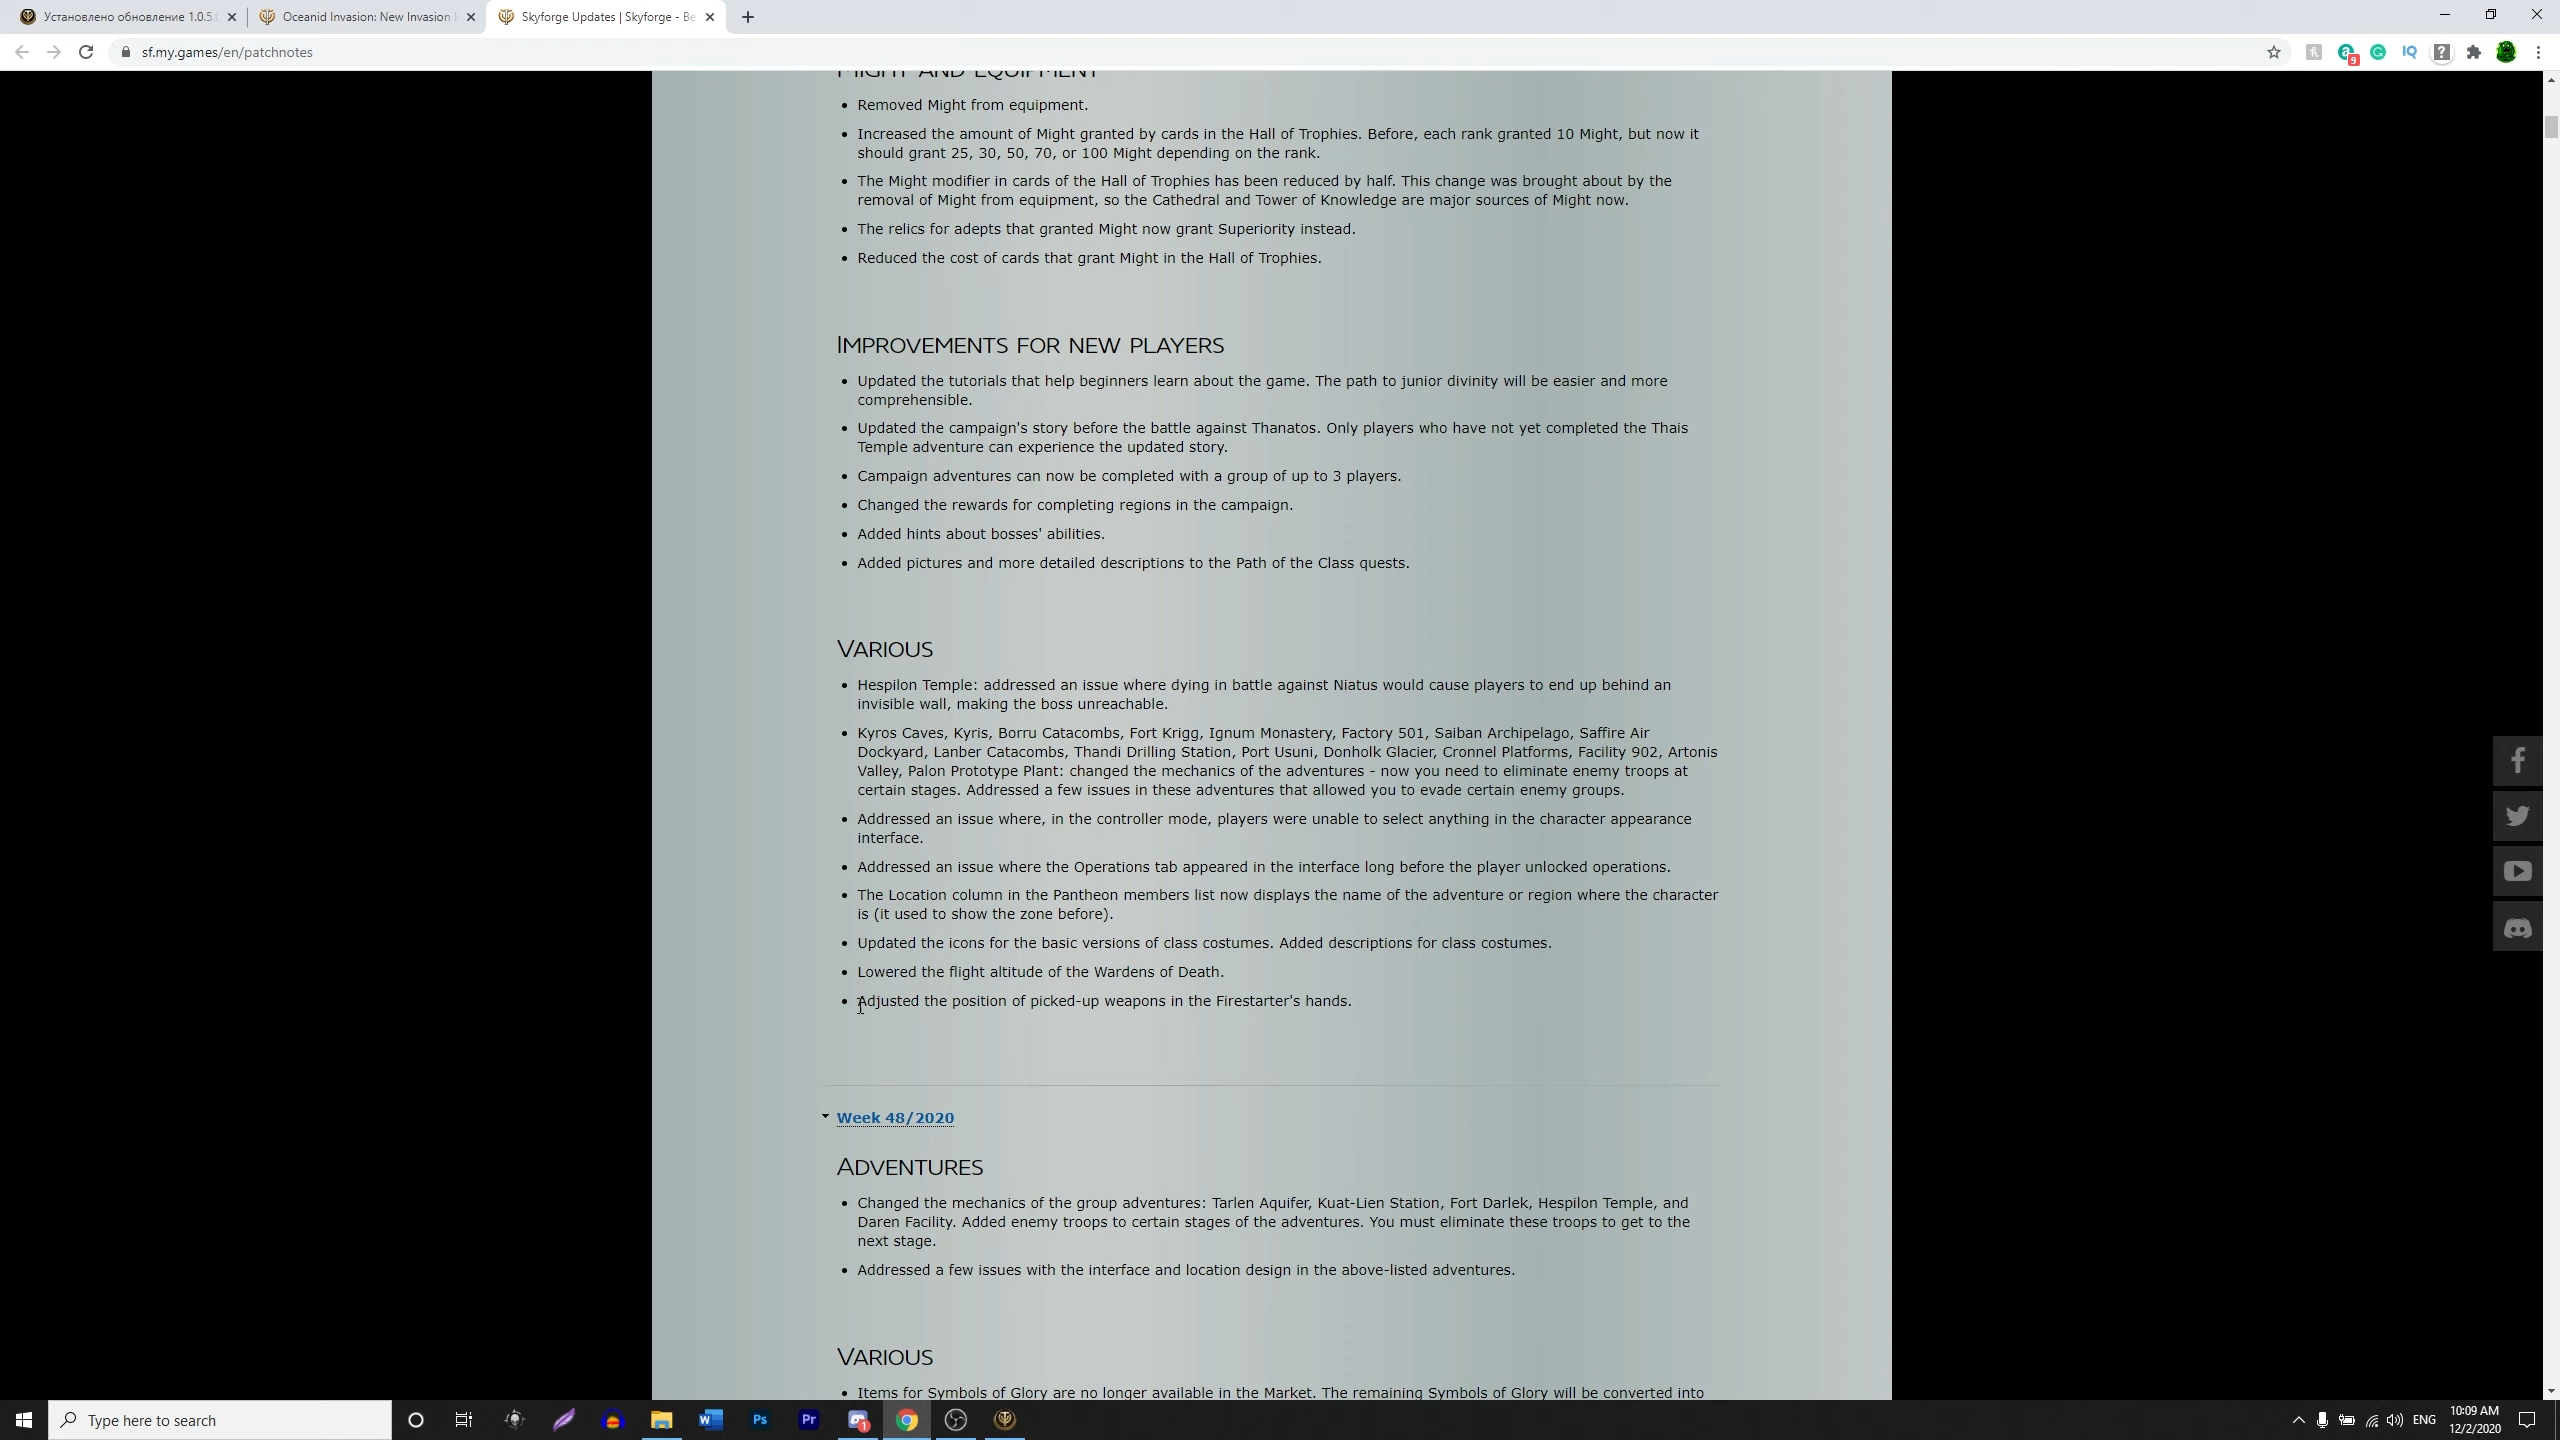 Установлено обновление 1.0.5.
Oceanid Invasion: New Invasion
Skyforge Updates | Skyforge - Be
sf.my.games/en/patchnotes
9
MIGHT AND EQUIPMENT
• Removed Might from equipment.
• Increased the amount of Might granted by cards in the Hall of Trophies. Before, each rank granted 10 Might, but now it
should grant 25, 30, 50, 70, or 100 Might depending on the rank.
• The Might modifier in cards of the Hall of Trophies has been reduced by half. This change was brought about by the
removal of Might from equipment, so the Cathedral and Tower of Knowledge are major sources of Might now.
• The relics for adepts that granted Might now grant Superiority instead.
• Reduced the cost of cards that grant Might in the Hall of Trophies.
IMPROVEMENTS FOR NEW PLAYERS
• Updated the tutorials that help beginners learn about the game. The path to junior divinity will be easier and more
comprehensible.
• Updated the campaign's story before the battle against Thanatos. Only players who have not yet completed the Thais
Temple adventure can experience the updated story.
• Campaign adventures can now be completed with a group of up to 3 players.
• Changed the rewards for completing regions in the campaign.
• Added hints about bosses' abilities.
• Added pictures and more detailed descriptions to the Path of the Class quests.
VARIOUS
• Hespilon Temple: addressed an issue where dying in battle against Niatus would cause players to end up behind an
invisible wall, making the boss unreachable.
• Kyros Caves, Kyris, Borru Catacombs, Fort Krigg, Ignum Monastery, Factory 501, Saiban Archipelago, Saffire Air
Dockyard, Lanber Catacombs, Thandi Drilling Station, Port Usuni, Donholk Glacier, Cronnel Platforms, Facility 902, Artonis
Valley, Palon Prototype Plant: changed the mechanics of the adventures - now you need to eliminate enemy troops at
certain stages. Addressed a few issues in these adventures that allowed you to evade certain enemy groups.
• Addressed an issue where, in the controller mode, players were unable to select anything in the character appearance
interface.
• Addressed an issue where the Operations tab appeared in the interface long before the player unlocked operations.
• The Location column in the Pantheon members list now displays the name of the adventure or region where the character
is (it used to show the zone before).
• Updated the icons for the basic versions of class costumes. Added descriptions for class costumes.
• Lowered the flight altitude of the Wardens of Death.
• Adjusted the position of picked-up weapons in the Firestarter's hands.
Week 48/2020
ADVENTURES
• Changed the mechanics of the group adventures: Tarlen Aquifer, Kuat-Lien Station, Fort Darlek, Hespilon Temple, and
Daren Facility. Added enemy troops to certain stages of the adventures. You must eliminate these troops to get to the
next stage.
• Addressed a few issues with the interface and location design in the above-listed adventures.
VARIOUS
• Items for Symbols of Glory are no longer available in the Market. The remaining Symbols of Glory will be converted into
Type here to search
W
Ps
Pr
1
ENG
10:09 AM
12/2/2020